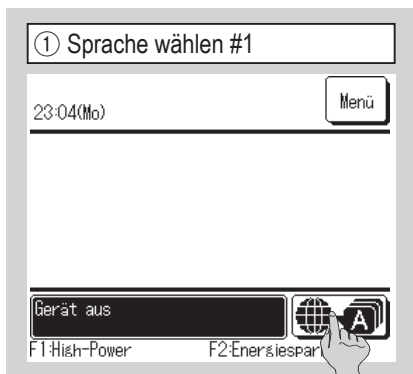 ① Sprache wählen #1
23:04(Mo)
Menü
Gerät aus
A
F1:High-Power
F2:Energiespar